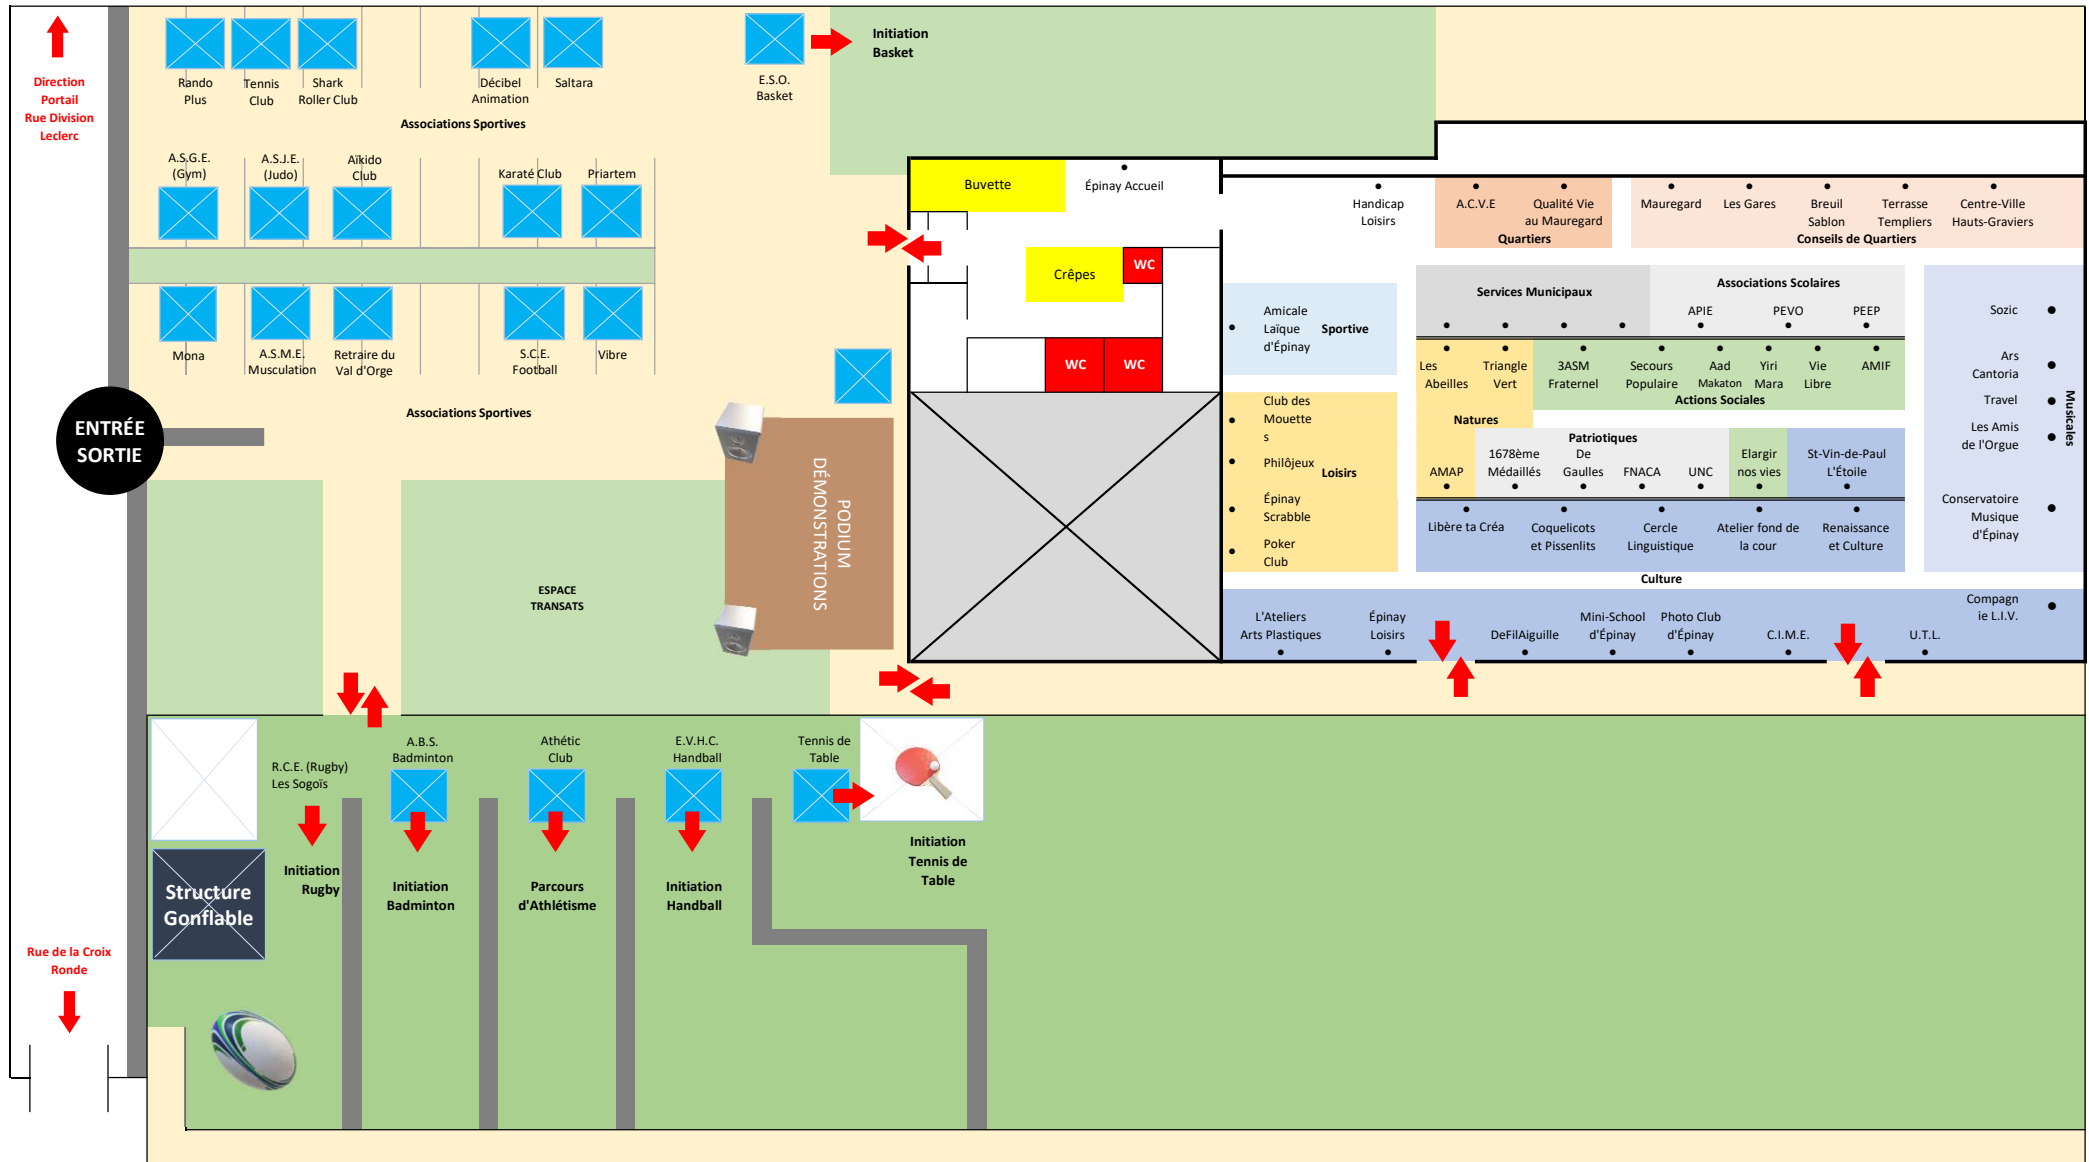 Direction
Portail
Rue Division
Leclerc
Rando
Plus
Tennis
Club
Shark
Roller Club
Décibel
Animation
Saltara
E.S.O.
Basket
Initiation
Basket
Associations Sportives
A.S.G.E.
(Gym)
A.S.J.E.
(Judo)
Aïkido
Club
Karaté Club
Priartem
Mona
A.S.M.E.
Musculation
Retraire du
Val d'Orge
S.C.E.
Football
Vibre
Associations Sportives
ENTRÉE
SORTIE
ESPACE
TRANSATS
PODIUM
DÉMONSTRATIONS
Buvette
Épinay Accueil
Crêpes
WC
WC
WC
Handicap
Loisirs
A.C.V.E
Qualité Vie
au Mauregard
Quartiers
Mauregard
Les Gares
Breuil
Sablon
Terrasse
Templiers
Centre-Ville
Hauts-Graviers
Conseils de Quartiers
Amicale
Laïque
d'Épinay
Sportive
Services Municipaux
Associations Scolaires
APIE
PEVO
PEEP
Les
Abeilles
Triangle
Vert
Natures
3ASM
Fraternel
Secours
Populaire
Aad
Makaton
Yiri
Mara
Vie
Libre
AMIF
Actions Sociales
Club des
Mouette
s
Philôjeux
Loisirs
Épinay
Scrabble
Poker
Club
AMAP
Patriotiques
1678ème
Médaillés
De
Gaulles
FNACA
UNC
Elargir
nos vies
St-Vin-de-Paul
L'Étoile
Libère ta Créa
Coquelicots
et Pissenlits
Cercle
Linguistique
Atelier fond de
la cour
Renaissance
et Culture
Culture
Sozic
Ars
Cantoria
Travel
Les Amis
de l'Orgue
Musicales
Conservatoire
Musique
d'Épinay
Compagn
ie L.I.V.
L'Ateliers
Arts Plastiques
Épinay
Loisirs
DeFilAiguille
Mini-School
d'Épinay
Photo Club
d'Épinay
C.I.M.E.
U.T.L.
R.C.E. (Rugby)
Les Sogoïs
Initiation
Rugby
A.B.S.
Badminton
Initiation
Badminton
Athétic
Club
Parcours
d'Athlétisme
E.V.H.C.
Handball
Initiation
Handball
Tennis de
Table
Initiation
Tennis de
Table
Structure
Gonflable
Rue de la Croix
Ronde